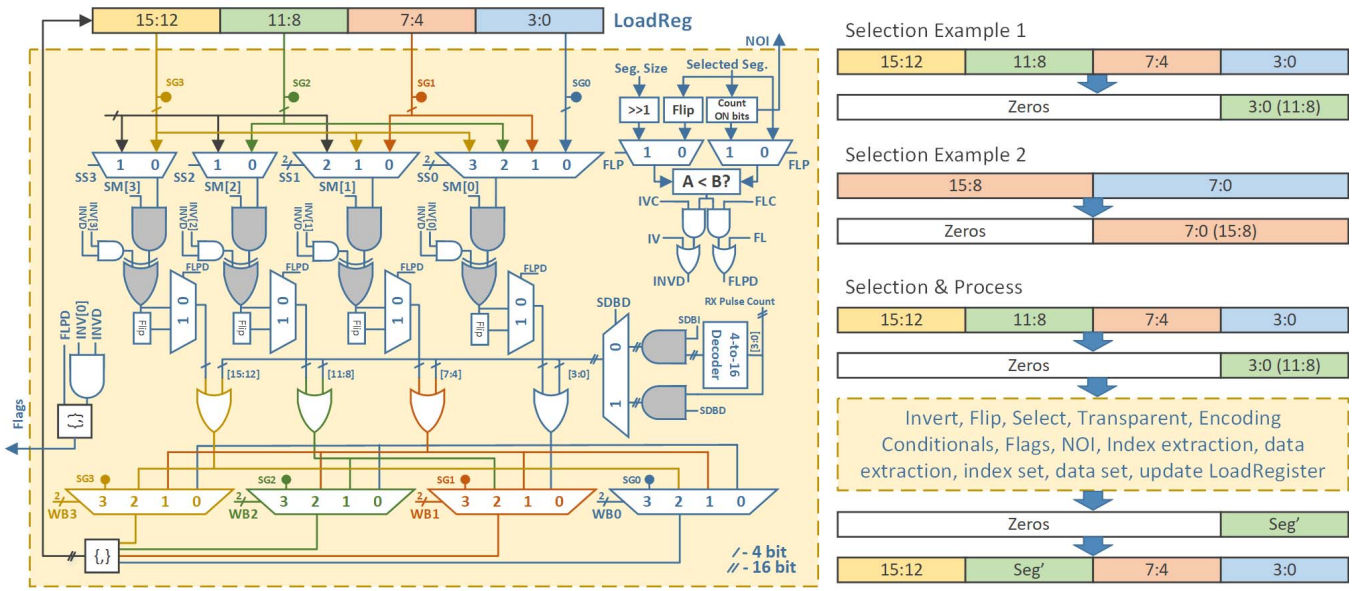 15:12 11:8 7:4 3:0 LoadReg
NOI
SG3 SG2 SG1 SG0
Seg. Size Selected Seg.
>>1 Flip Count ON bits
1 0 1 0 2 1 0 3 2 1 0
SS3 SS2 SS1 SS0
2 2
FLP 1 0 1 0 FLP
A < B?
SM[3] SM[2] SM[1] SM[0]
IVC FLC
INV[3] INV[2] INV[1] INV[0]
INVD INVD INVD INVD
IV FL
INVD FLPD
FLPD FLPD FLPD FLPD
1 0 1 0 1 0 1 0
Flip Flip Flip Flip
SDBD RX Pulse Count
SDBI
4-to-16 Decoder
[3:0]
0
1
SDBD
FLPD INV[0] INVD
[15:12] [11:8] [7:4] [3:0]
{,}
Flags
SG3 SG2 SG1 SG0
3 2 1 0 3 2 1 0 3 2 1 0 3 2 1 0
2 2 2 2
WB3 WB2 WB1 WB0
{,}
/- 4 bit
//- 16 bit
Selection Example 1
15:12 11:8 7:4 3:0
Zeros 3:0 (11:8)
Selection Example 2
15:8 7:0
Zeros 7:0 (15:8)
Selection & Process
15:12 11:8 7:4 3:0
Zeros 3:0 (11:8)
Invert, Flip, Select, Transparent, Encoding
Conditionals, Flags, NOI, Index extraction, data
extraction, index set, data set, update LoadRegister
Zeros Seg'
15:12 Seg' 7:4 3:0